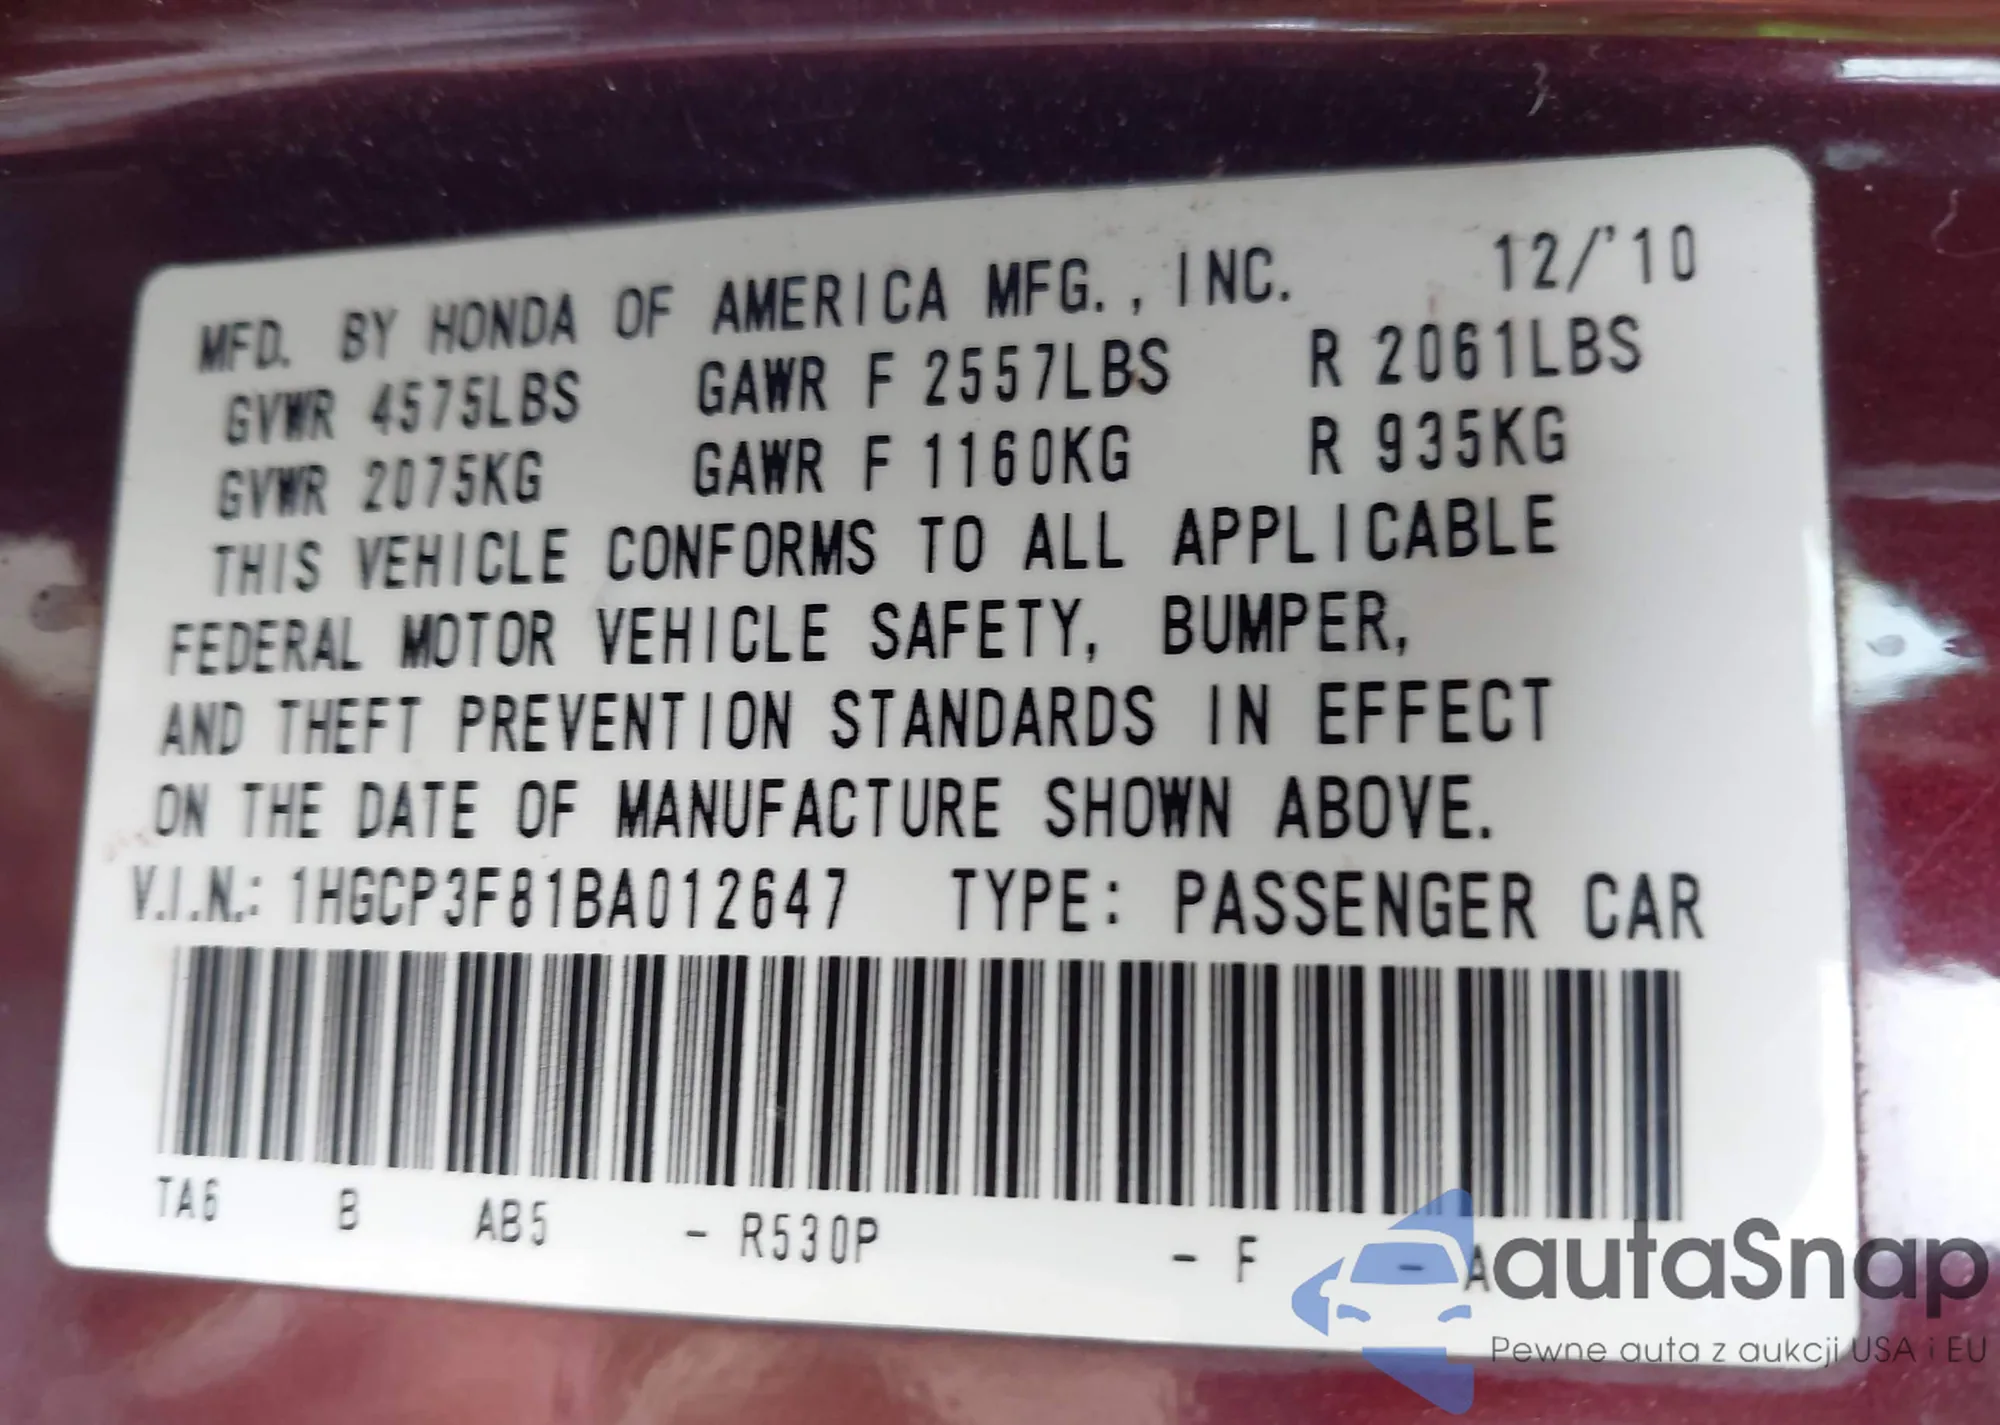 MFD. BY HONDA OF AMERICA MFG., INC. 12/'10
GVWR 4575LBS GAWR F 2557LBS R 2061LBS
GVWR 2075KG GAWR F 1160KG R 935KG
THIS VEHICLE CONFORMS TO ALL APPLICABLE
FEDERAL MOTOR VEHICLE SAFETY, BUMPER,
AND THEFT PREVENTION STANDARDS IN EFFECT
ON THE DATE OF MANUFACTURE SHOWN ABOVE.
V.I.N.: 1HGCP3F81BA012647 TYPE: PASSENGER CAR
TA6 B AB5 - R530P - F - A
autaSnap
Pewne auta z aukcji USA i EU